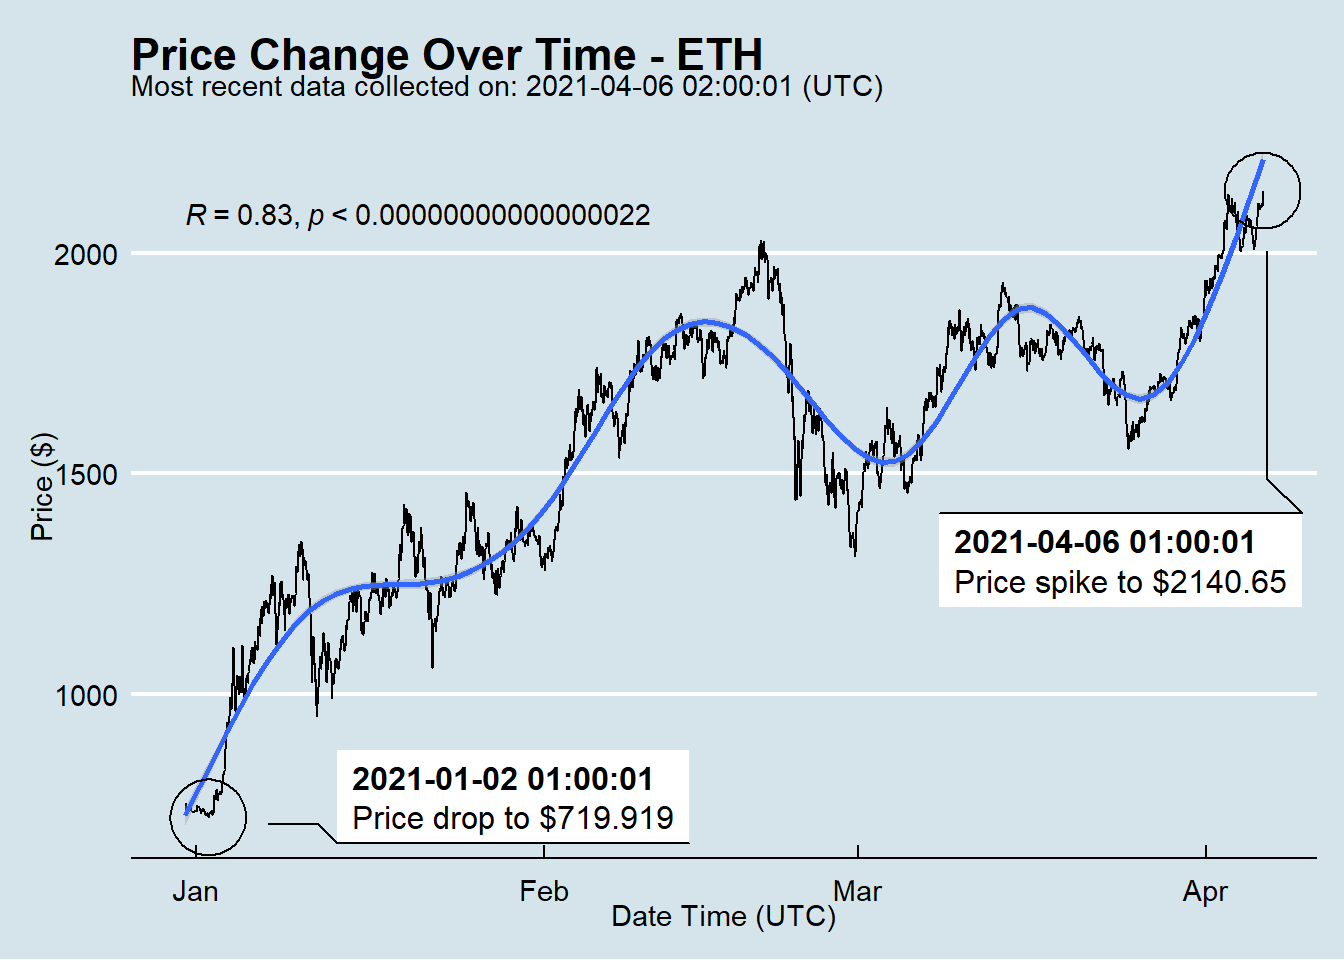 Price Change Over Time - ETH
Most recent data collected on: 2021-04-06 02:00:01 (UTC)
R = 0.83, p < 0.00000000000000022
2000
1500
1000
Price ($)
2021-04-06 01:00:01
Price spike to $2140.65
2021-01-02 01:00:01
Price drop to $719.919
Jan Feb Mar Apr
Date Time (UTC)